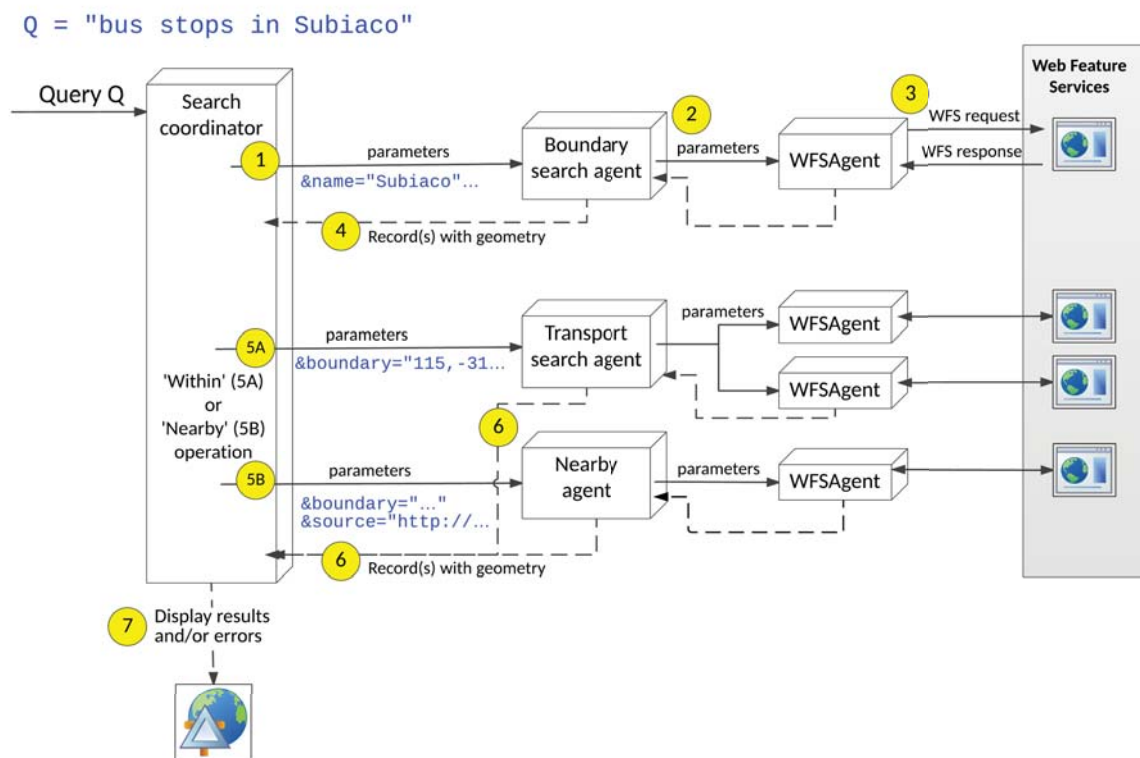 Q = "bus stops in Subiaco"
Query Q
Search
coordinator
1
parameters
&name="Subiaco"…
Boundary
search agent
2
parameters
WFSAgent
3
WFS request
WFS response
Web Feature
Services
4
Record(s) with geometry
5A
parameters
&boundary="115,-31…
Transport
search agent
parameters
WFSAgent
WFSAgent
'Within' (5A)
or
'Nearby' (5B)
operation
6
5B
parameters
&boundary="…"
&source="http://…
Nearby
agent
parameters
WFSAgent
6
Record(s) with geometry
7
Display results
and/or errors